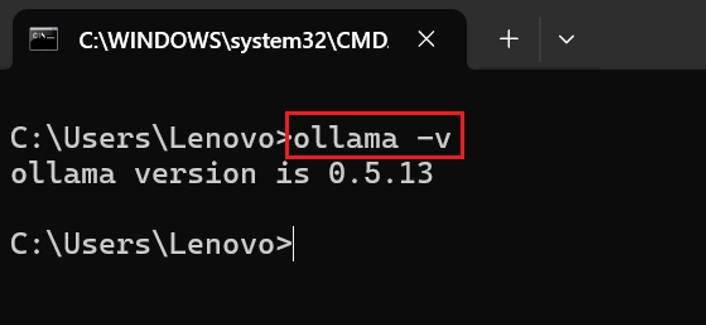 C:\WINDOWS\system32\CMD.
C:\Users\Lenovo>ollama -v
ollama version is 0.5.13
C:\Users\Lenovo>